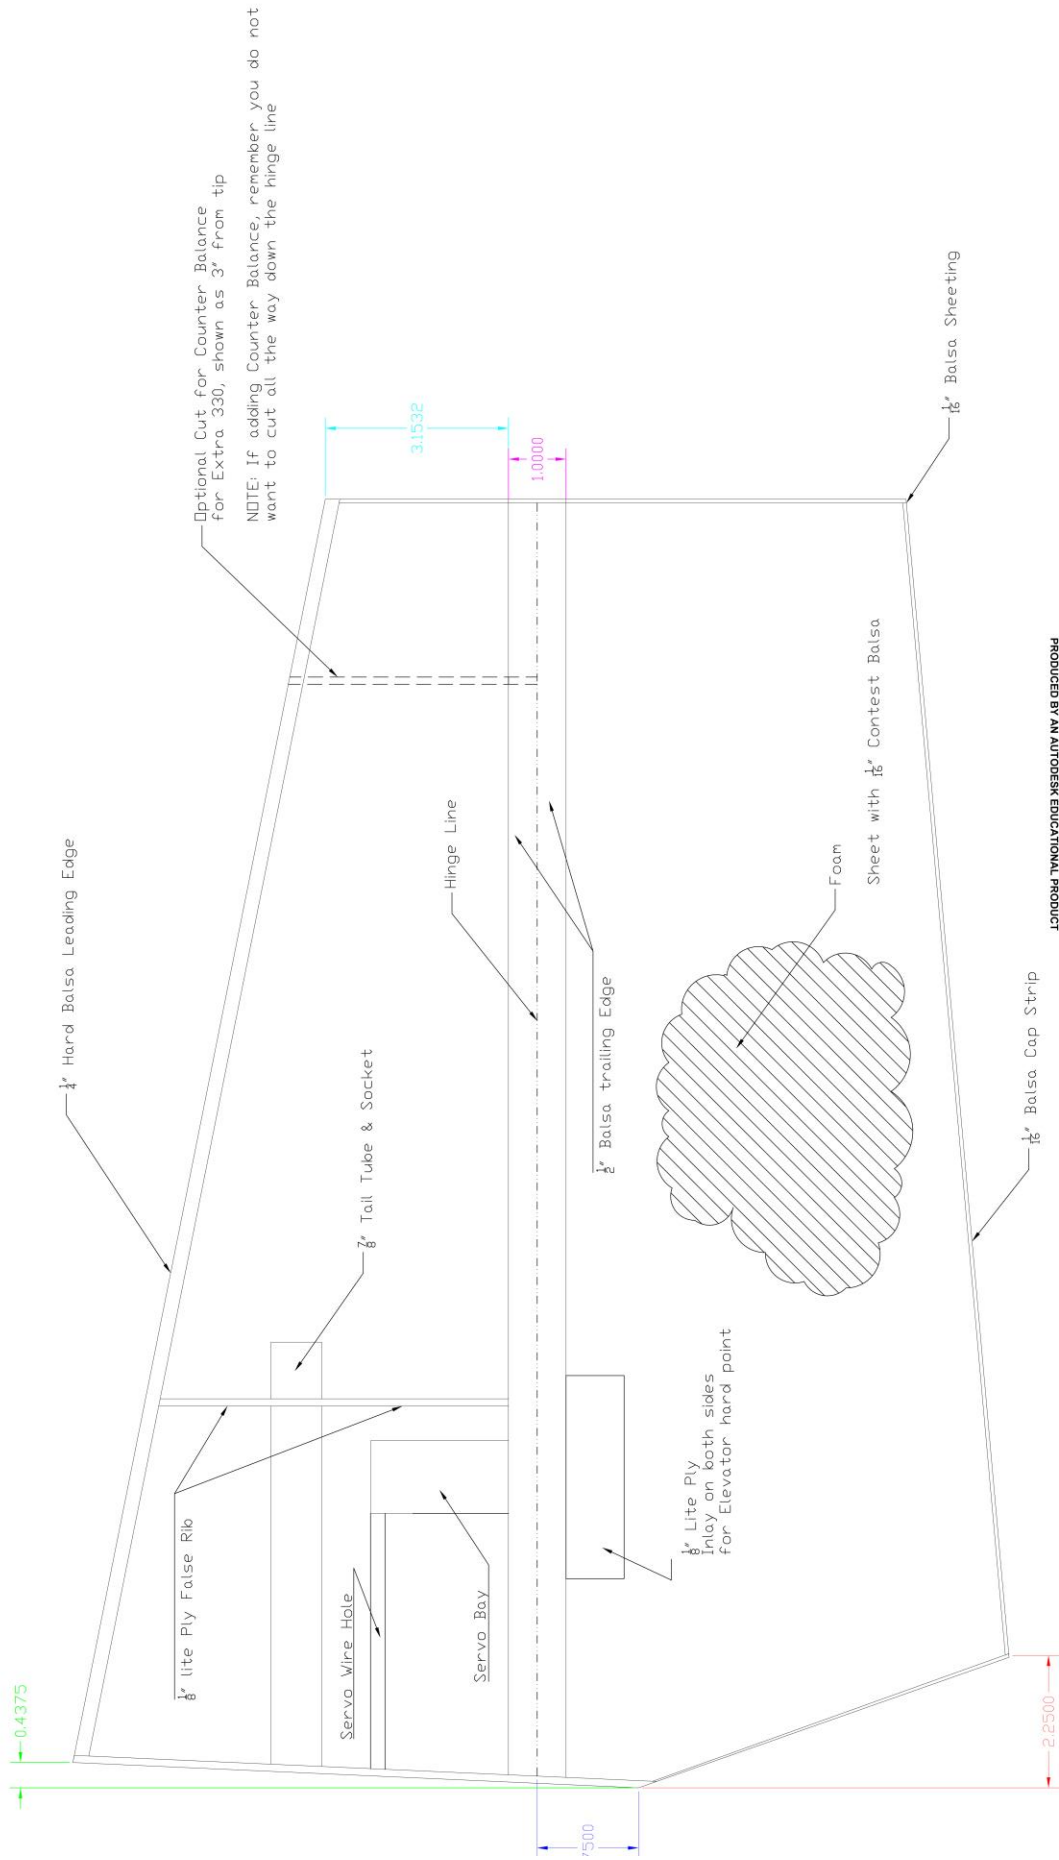 Optional Cut for Counter Balance
for Extra 330, shown as 3" from tip
NOTE: If adding Counter Balance, remember you do not
want to cut all the way down the hinge line
1/4" Hard Balsa Leading Edge
3.1532
1.0000
1/16" Balsa Sheeting
Hinge Line
7/8" Tail Tube & Socket
1/2" Balsa trailing Edge
Foam
Sheet with 1/16" Contest Balsa
1/8" lite Ply False Rib
Servo Wire Hole
Servo Bay
1/8" Lite Ply
Inlay on both sides
for Elevator hard point
1/16" Balsa Cap Strip
0.4375
7500
2.2500
PRODUCED BY AN AUTODESK EDUCATIONAL PRODUCT